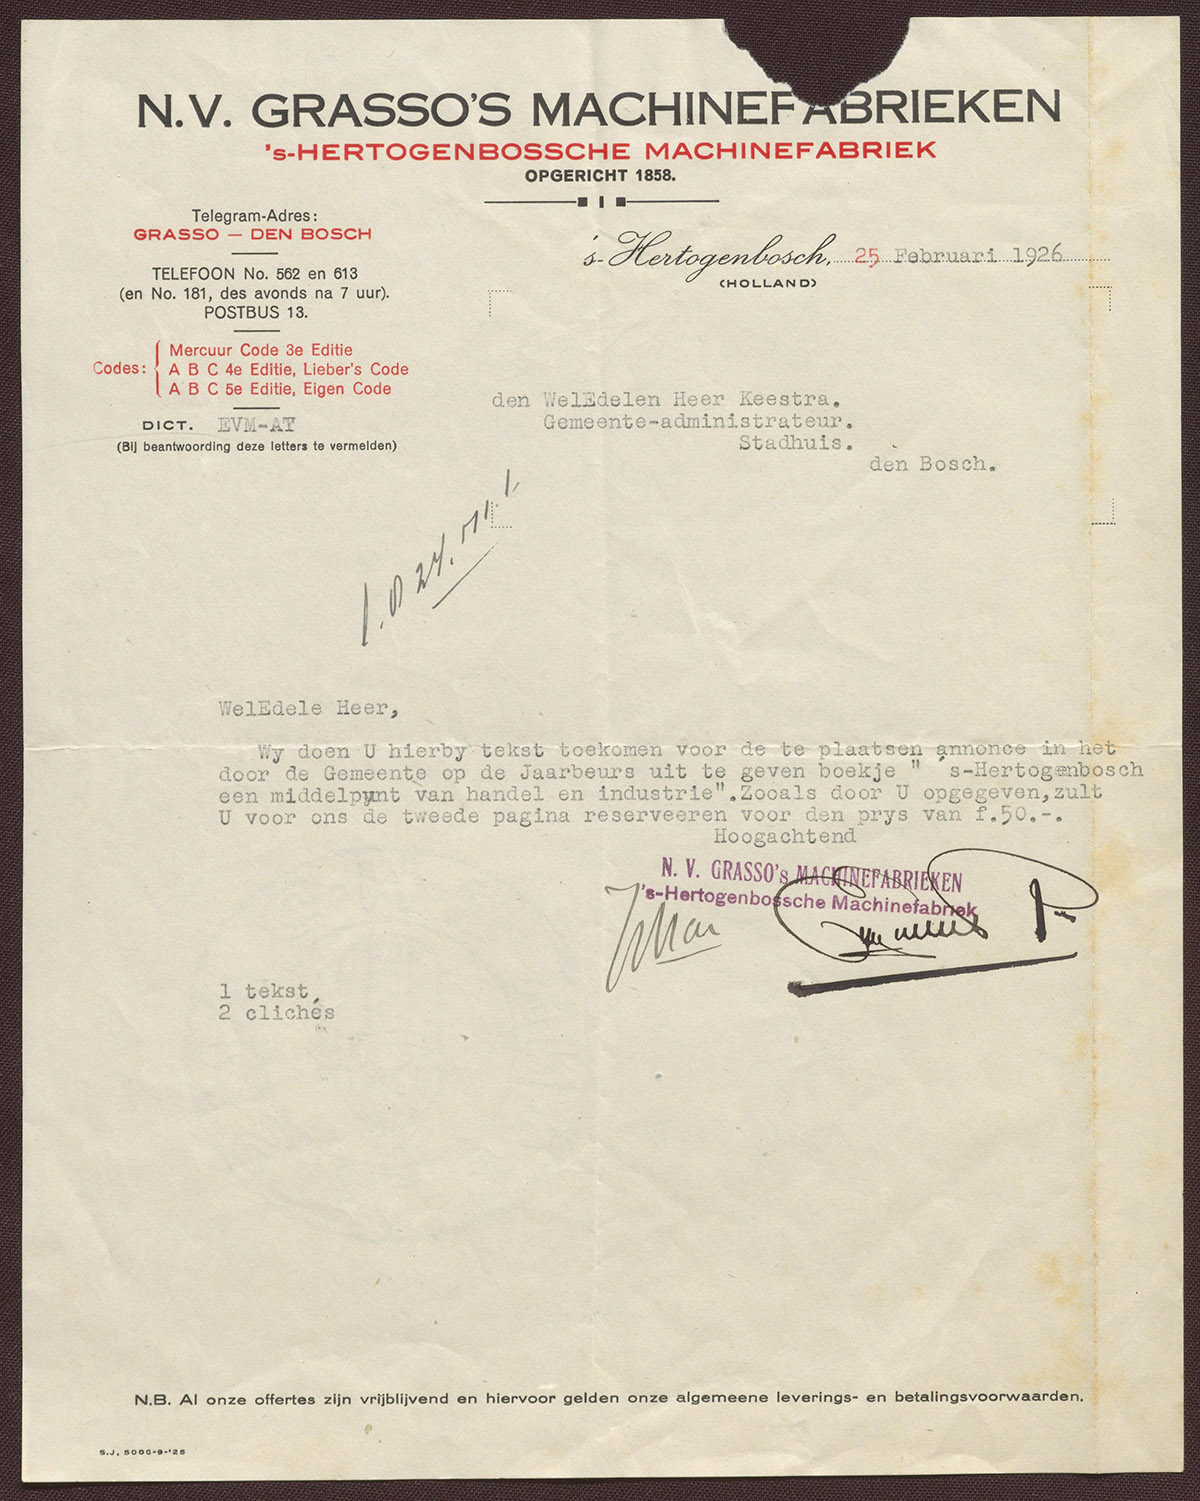 N.V. GRASSO'S MACHINEFABRIEKEN
's-HERTOGENBOSSCHE MACHINEFABRIEK
OPGERICHT 1858.
Telegram-Adres:
GRASSO — DEN BOSCH
TELEFOON No. 562 en 613
(en No. 181, des avonds na 7 uur).
POSTBUS 13.
Codes:
Mercuur Code 3e Editie
A B C 4e Editie, Lieber's Code
A B C 5e Editie, Eigen Code
DICT. EVM-AT
(Bij beantwoording deze letters te vermelden)
's-Hertogenbosch, 25 Februari 1926
(HOLLAND)
den WelEdelen Heer Keestra.
Gemeente-administrateur.
Stadhuis.
den Bosch.
WelEdele Heer,
Wy doen U hierby tekst toekomen voor de te plaatsen annonce in het
door de Gemeente op de Jaarbeurs uit te geven boekje " 's-Hertogenbosch
een middelpunt van handel en industrie".Zooals door U opgegeven,zult
U voor ons de tweede pagina reserveeren voor den prys van f.50.-.
Hoogachtend
N. V. GRASSO's MACHINEFABRIEKEN
's-Hertogenbossche Machinefabriek
1 tekst,
2 clichés
N.B. Al onze offertes zijn vrijblijvend en hiervoor gelden onze algemeene leverings- en betalingsvoorwaarden.
S.J. 5000-9-'25